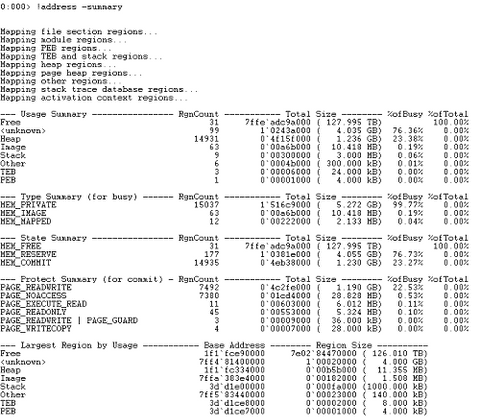 0:000> !address -summary
Mapping file section regions...
Mapping module regions...
Mapping PEB regions...
Mapping TEB and stack regions...
Mapping heap regions...
Mapping page heap regions...
Mapping other regions...
Mapping stack trace database regions...
Mapping activation context regions...
--- Usage Summary ---------------- RgnCount ----------- Total Size -------- %ofBusy %ofTotal
Free 31 7ffe`adc9a000 ( 127.995 TB) 100.00%
<unknown> 99 1`0243a000 ( 4.035 GB) 76.36% 0.00%
Heap 14931 0`4f15f000 ( 1.236 GB) 23.38% 0.00%
Image 63 0`00a6b000 ( 10.418 MB) 0.19% 0.00%
Stack 9 0`00300000 ( 3.000 MB) 0.06% 0.00%
Other 6 0`0004b000 ( 300.000 kB) 0.01% 0.00%
TEB 3 0`00006000 ( 24.000 kB) 0.00% 0.00%
PEB 1 0`00001000 ( 4.000 kB) 0.00% 0.00%
--- Type Summary (for busy) ------ RgnCount ----------- Total Size -------- %ofBusy %ofTotal
MEM_PRIVATE 15037 1`516c9000 ( 5.272 GB) 99.77% 0.00%
MEM_IMAGE 63 0`00a6b000 ( 10.418 MB) 0.19% 0.00%
MEM_MAPPED 12 0`00222000 ( 2.133 MB) 0.04% 0.00%
--- State Summary ---------------- RgnCount ----------- Total Size -------- %ofBusy %ofTotal
MEM_FREE 31 7ffe`adc9a000 ( 127.995 TB) 100.00%
MEM_RESERVE 177 1`0381e000 ( 4.055 GB) 76.73% 0.00%
MEM_COMMIT 14935 0`4eb38000 ( 1.230 GB) 23.27% 0.00%
--- Protect Summary (for commit) - RgnCount ----------- Total Size -------- %ofBusy %ofTotal
PAGE_READWRITE 7492 0`4c2fe000 ( 1.190 GB) 22.53% 0.00%
PAGE_NOACCESS 7380 0`01cd4000 ( 28.828 MB) 0.53% 0.00%
PAGE_EXECUTE_READ 11 0`00603000 ( 6.012 MB) 0.11% 0.00%
PAGE_READONLY 45 0`00553000 ( 5.324 MB) 0.10% 0.00%
PAGE_READWRITE | PAGE_GUARD 3 0`00009000 ( 36.000 kB) 0.00% 0.00%
PAGE_WRITECOPY 4 0`00007000 ( 28.000 kB) 0.00% 0.00%
--- Largest Region by Usage ----------- Base Address -------- Region Size ----------
Free 1f1`fce90000 7e02`84470000 ( 126.010 TB)
<unknown> 7ff4`81400000 1`00020000 ( 4.000 GB)
Heap 1f1`fc334000 0`00b5b000 ( 11.355 MB)
Image 7ffa`383e4000 0`00182000 ( 1.508 MB)
Stack 3d`d1e00000 0`000fa000 (1000.000 kB)
Other 7ff5`83440000 0`00023000 ( 140.000 kB)
TEB 3d`d1ce8000 0`00002000 ( 8.000 kB)
PEB 3d`d1ce7000 0`00001000 ( 4.000 kB)